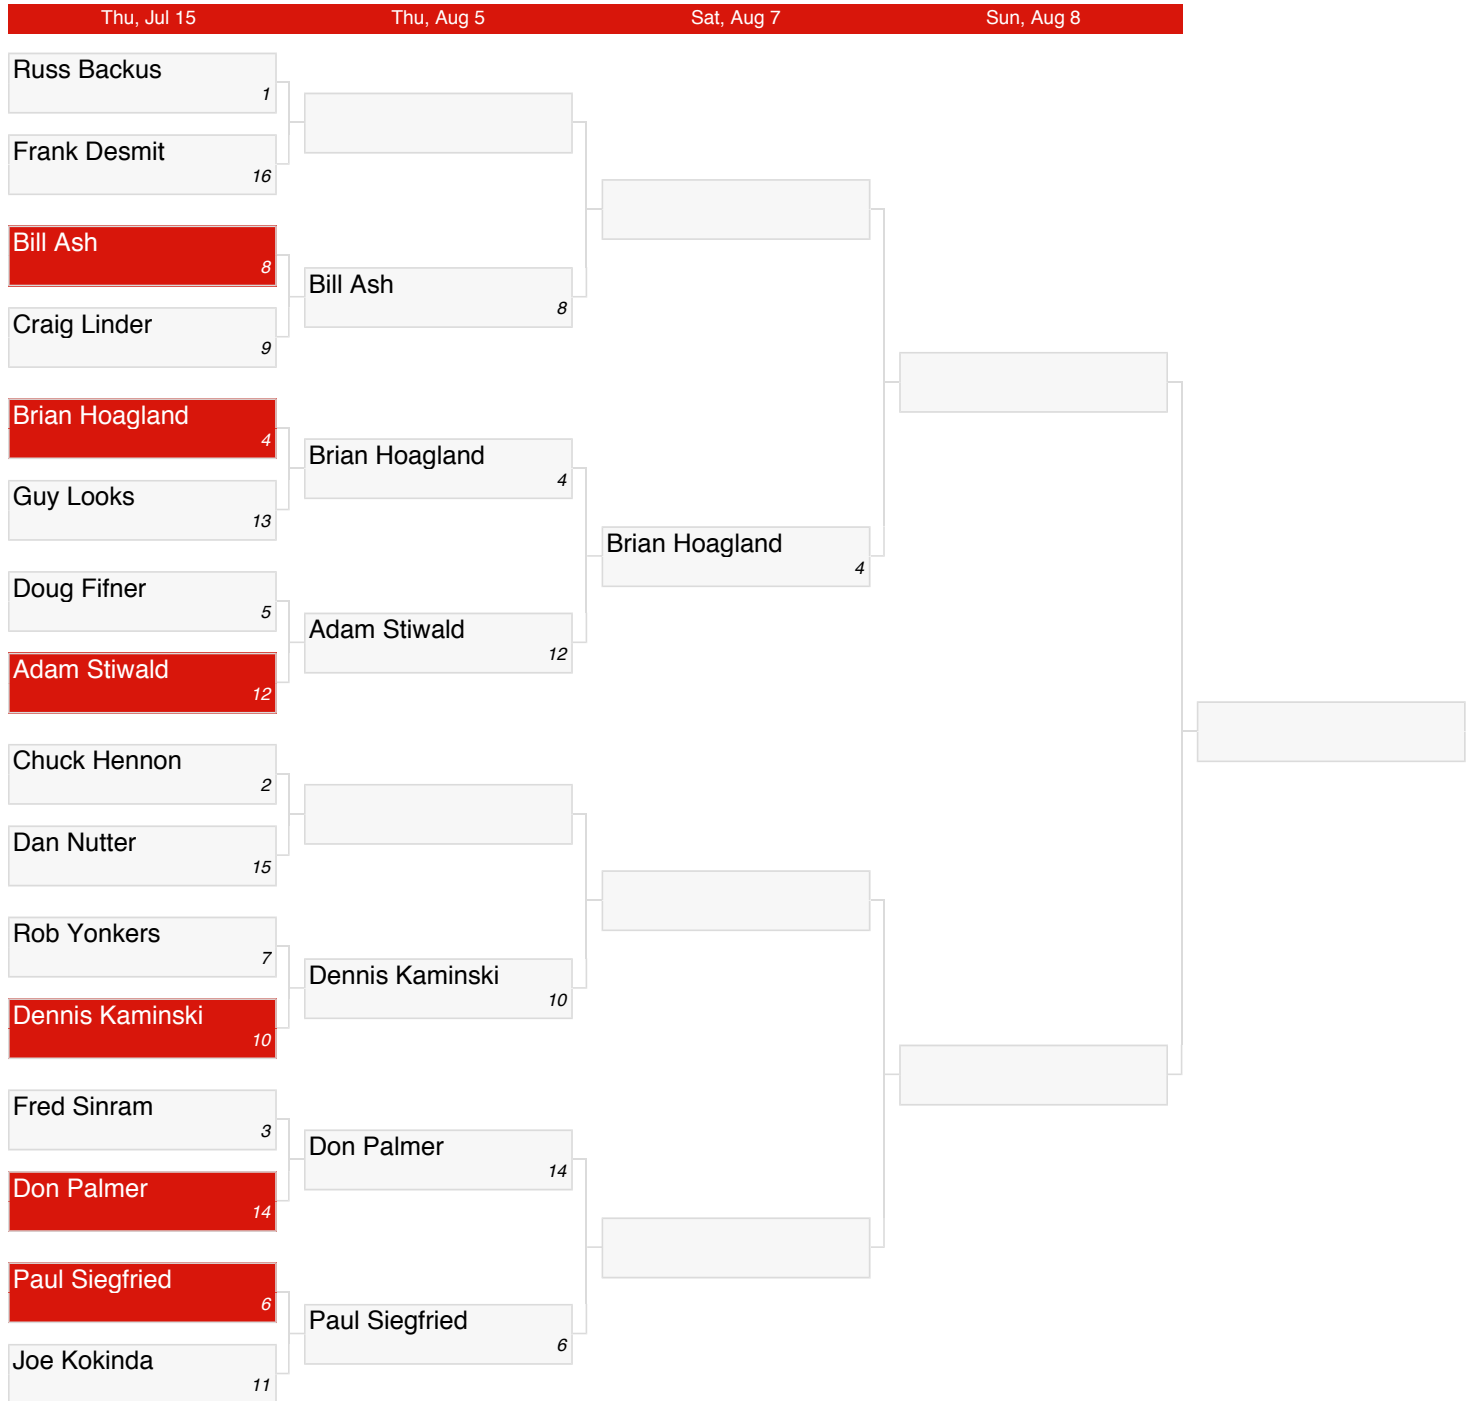 Thu, Jul 15 Thu, Aug 5 Sat, Aug 7 Sun, Aug 8
Russ Backus
1
Frank Desmit
16
Bill Ash
8
Craig Linder
9
Brian Hoagland
4
Guy Looks
13
Doug Fifner
5
Adam Stiwald
12
Chuck Hennon
2
Dan Nutter
15
Rob Yonkers
7
Dennis Kaminski
10
Fred Sinram
3
Don Palmer
14
Paul Siegfried
6
Joe Kokinda
11
Bill Ash
8
Brian Hoagland
4
Adam Stiwald
12
Dennis Kaminski
10
Don Palmer
14
Paul Siegfried
6
Brian Hoagland
4